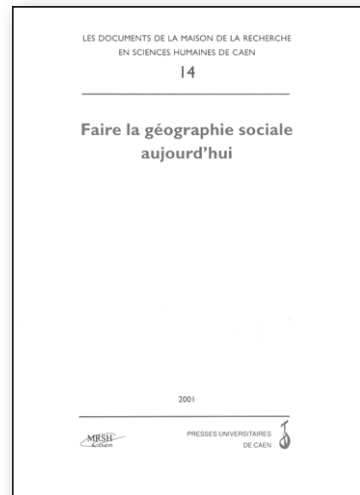 LES DOCUMENTS DE LA MAISON DE LA RECHERCHE
EN SCIENCES HUMAINES DE CAEN
14
Faire la géographie sociale
aujourd'hui
2001
MRSH
Caen
PRESSES UNIVERSITAIRES
DE CAEN